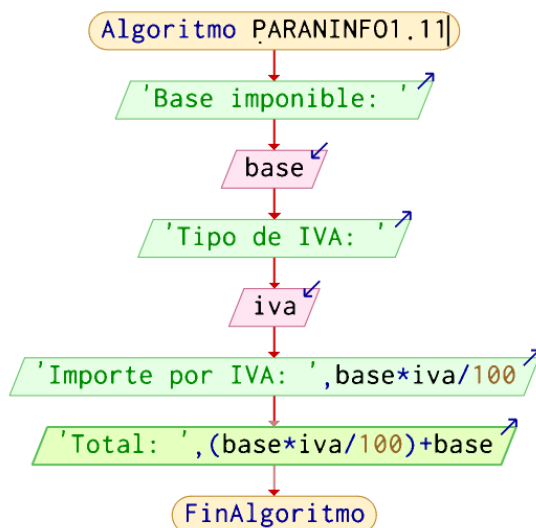 Algoritmo PARANINFO1.11
'Base imponible: '
base
'Tipo de IVA: '
iva
'Importe por IVA: ',base*iva/100
'Total: ',(base*iva/100)+base
FinAlgoritmo